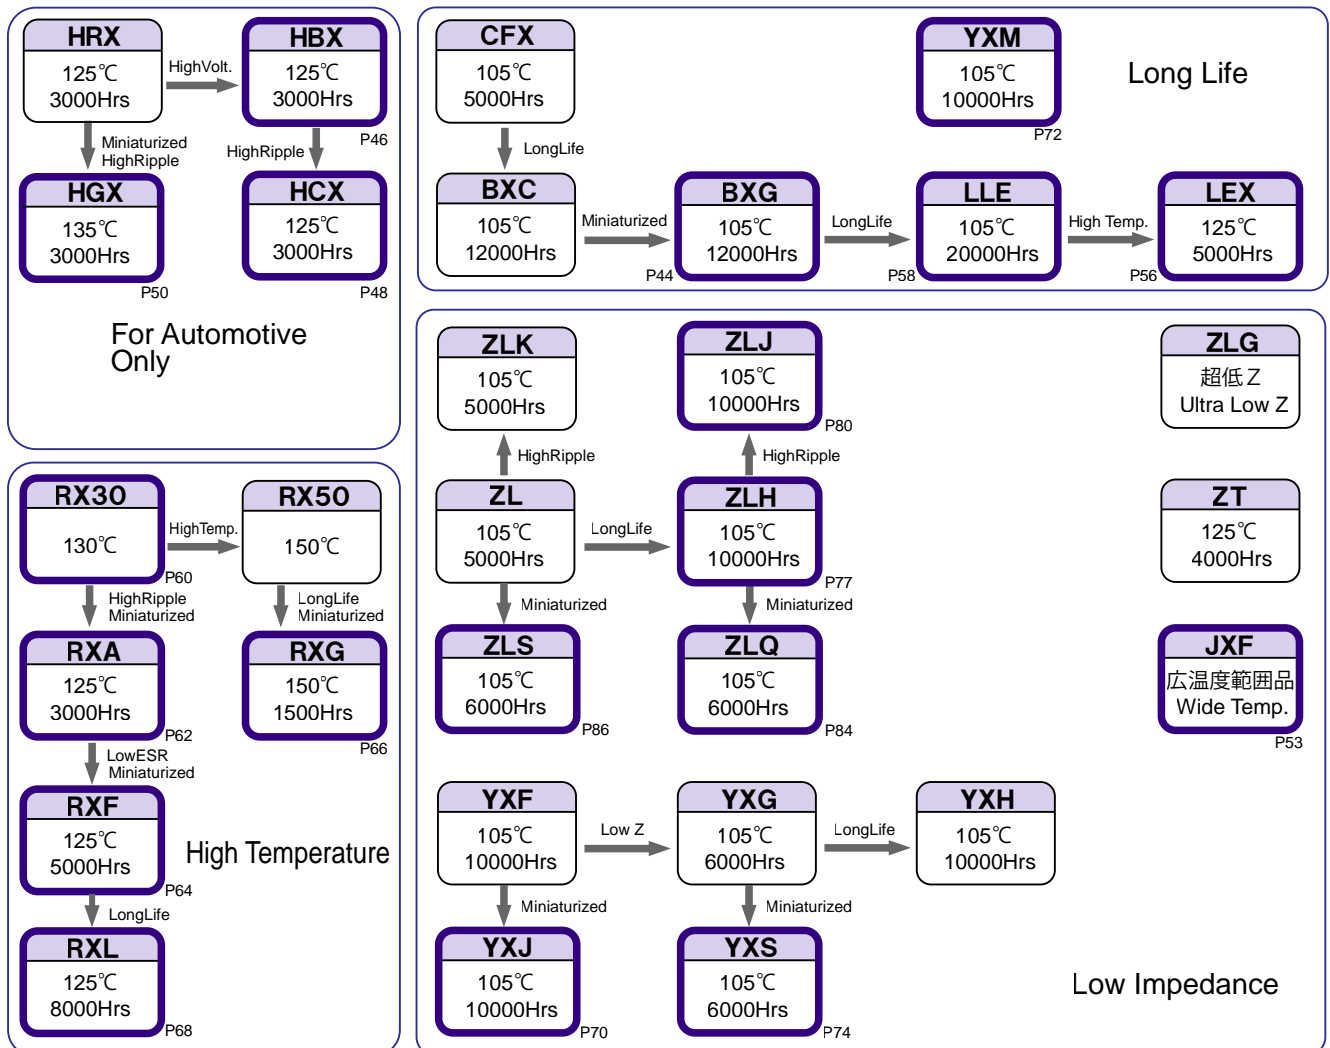 HRX
125℃
3000Hrs
HighVolt.
HBX
125℃
3000Hrs
P46
Miniaturized
HighRipple
HighRipple
HGX
135℃
3000Hrs
P50
HCX
125℃
3000Hrs
P48
For Automotive
Only
CFX
105℃
5000Hrs
YXM
105℃
10000Hrs
P72
Long Life
LongLife
BXC
105℃
12000Hrs
Miniaturized
BXG
105℃
12000Hrs
P44
LongLife
LLE
105℃
20000Hrs
P58
High Temp.
LEX
125℃
5000Hrs
P56
RX30
130℃
P60
HighTemp.
RX50
150℃
HighRipple
Miniaturized
LongLife
Miniaturized
RXA
125℃
3000Hrs
P62
RXG
150℃
1500Hrs
P66
LowESR
Miniaturized
RXF
125℃
5000Hrs
P64
High Temperature
LongLife
RXL
125℃
8000Hrs
P68
ZLK
105℃
5000Hrs
ZLJ
105℃
10000Hrs
P80
ZLG
超低Z
Ultra Low Z
HighRipple
HighRipple
ZL
105℃
5000Hrs
LongLife
ZLH
105℃
10000Hrs
P77
ZT
125℃
4000Hrs
Miniaturized
Miniaturized
ZLS
105℃
6000Hrs
P86
ZLQ
105℃
6000Hrs
P84
JXF
広温度範囲品
Wide Temp.
P53
YXF
105℃
10000Hrs
Low Z
YXG
105℃
6000Hrs
LongLife
YXH
105℃
10000Hrs
Miniaturized
Miniaturized
YXJ
105℃
10000Hrs
P70
YXS
105℃
6000Hrs
P74
Low Impedance